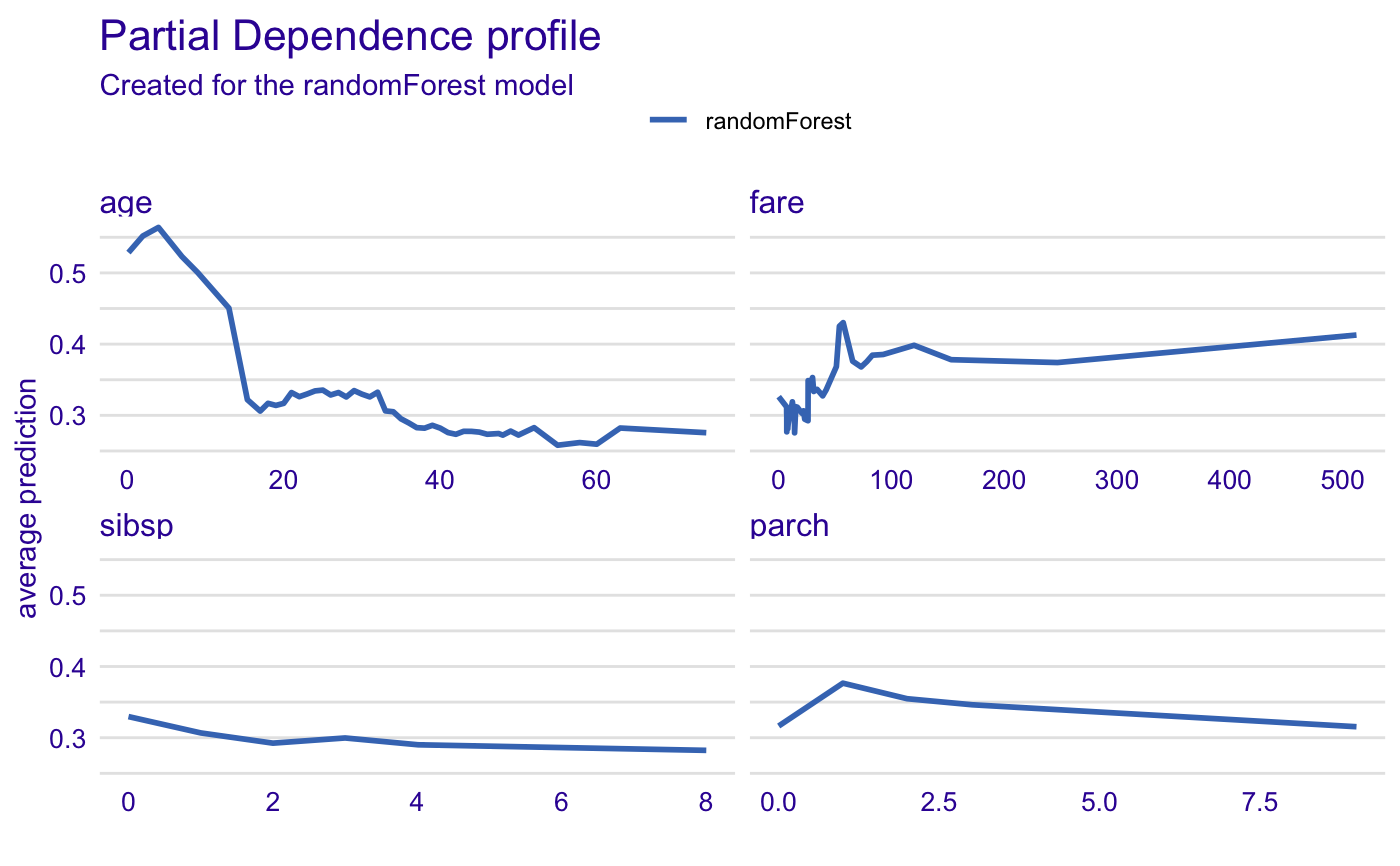 Partial Dependence profile
Created for the randomForest model
randomForest
age
fare
0.5
0.4
0.3
0 20 40 60
0 100 200 300 400 500
average prediction
sibsp
parch
0.5
0.4
0.3
0 2 4 6 8
0.0 2.5 5.0 7.5